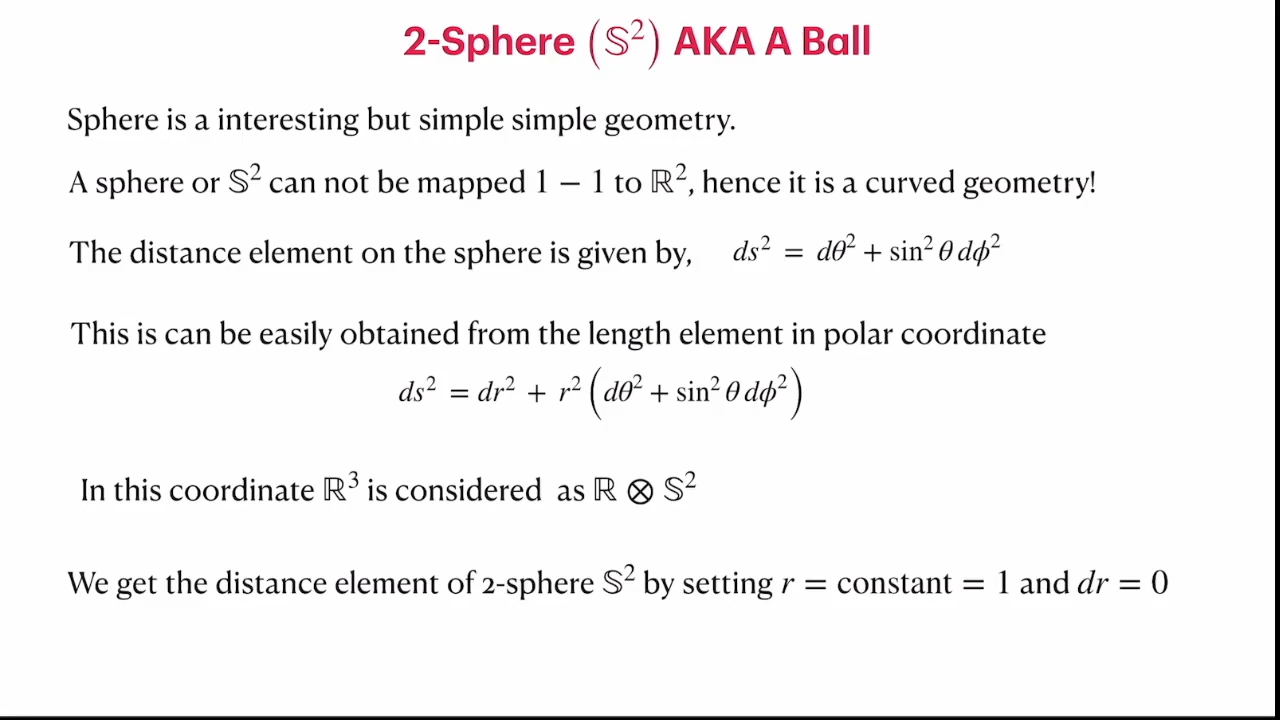 2-Sphere (𝕊²) AKA A Ball
Sphere is a interesting but simple simple geometry.
A sphere or 𝕊² can not be mapped 1 − 1 to ℝ², hence it is a curved geometry!
The distance element on the sphere is given by, ds² = dθ² + sin² θ dϕ²
This is can be easily obtained from the length element in polar coordinate
ds² = dr² + r² (dθ² + sin² θ dϕ²)
In this coordinate ℝ³ is considered as ℝ ⊗ 𝕊²
We get the distance element of 2-sphere 𝕊² by setting r = constant = 1 and dr = 0